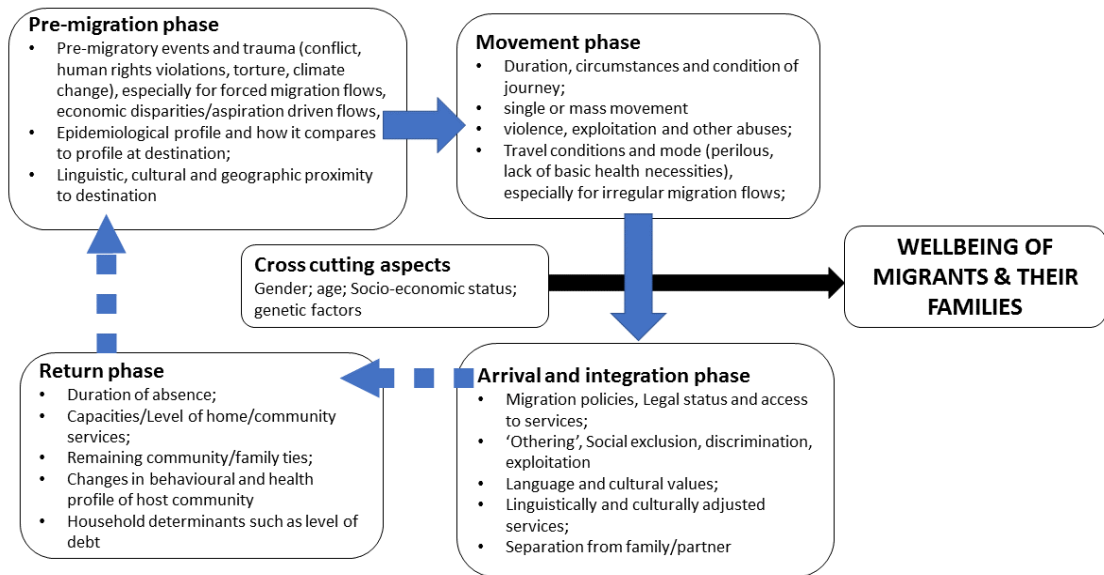 Pre-migration phase
• Pre-migratory events and trauma (conflict,
human rights violations, torture, climate
change), especially for forced migration flows,
economic disparities/aspiration driven flows,
• Epidemiological profile and how it compares
to profile at destination;
• Linguistic, cultural and geographic proximity
to destination
Movement phase
• Duration, circumstances and condition of
journey;
• single or mass movement
• violence, exploitation and other abuses;
• Travel conditions and mode (perilous,
lack of basic health necessities),
especially for irregular migration flows;
Cross cutting aspects
Gender; age; Socio-economic status;
genetic factors
WELLBEING OF
MIGRANTS & THEIR
FAMILIES
Return phase
• Duration of absence;
• Capacities/Level of home/community
services;
• Remaining community/family ties;
• Changes in behavioural and health
profile of host community
• Household determinants such as level of
debt
Arrival and integration phase
• Migration policies, Legal status and access
to services;
• ‘Othering’, Social exclusion, discrimination,
exploitation
• Language and cultural values;
• Linguistically and culturally adjusted
services;
• Separation from family/partner